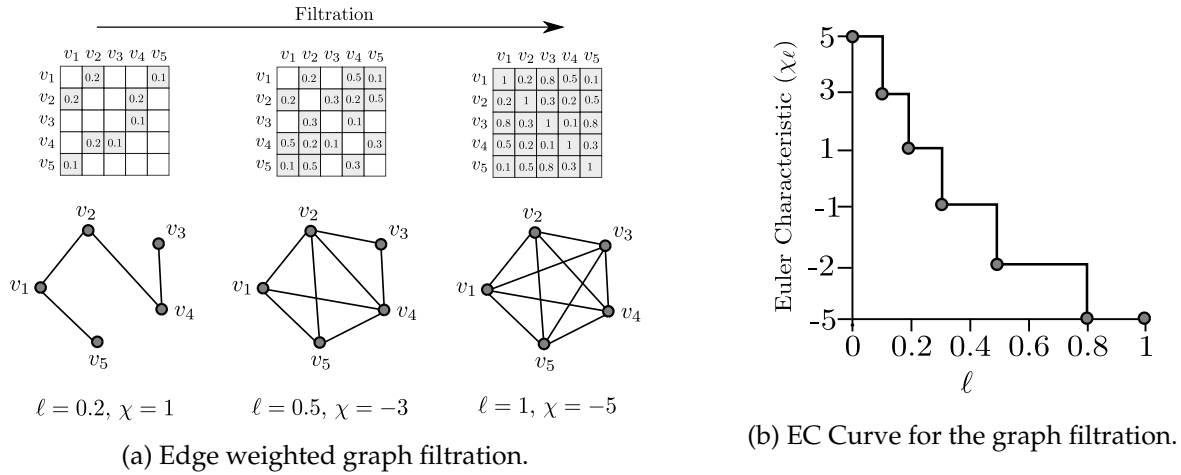 Filtration
v1 v2 v3 v4 v5
v1 0.2 0.1
v2 0.2 0.2
v3 0.1
v4 0.2 0.1
v5 0.1
v1 v2 v3 v4 v5
v1 0.2 0.5 0.1
v2 0.2 0.3 0.2 0.5
v3 0.3 0.1
v4 0.5 0.2 0.1 0.3
v5 0.1 0.5 0.3
v1 v2 v3 v4 v5
v1 1 0.2 0.8 0.5 0.1
v2 0.2 1 0.3 0.2 0.5
v3 0.8 0.3 1 0.1 0.8
v4 0.5 0.2 0.1 1 0.3
v5 0.1 0.5 0.8 0.3 1
v2
v3
v1
v4
v5
v2
v3
v1
v4
v5
v2
v3
v1
v4
v5
ℓ = 0.2, χ = 1
ℓ = 0.5, χ = −3
ℓ = 1, χ = −5
(a) Edge weighted graph filtration.
Euler Characteristic (χℓ)
5
3
1
-1
-2
-5
0 0.2 0.4 0.6 0.8 1
ℓ
(b) EC Curve for the graph filtration.